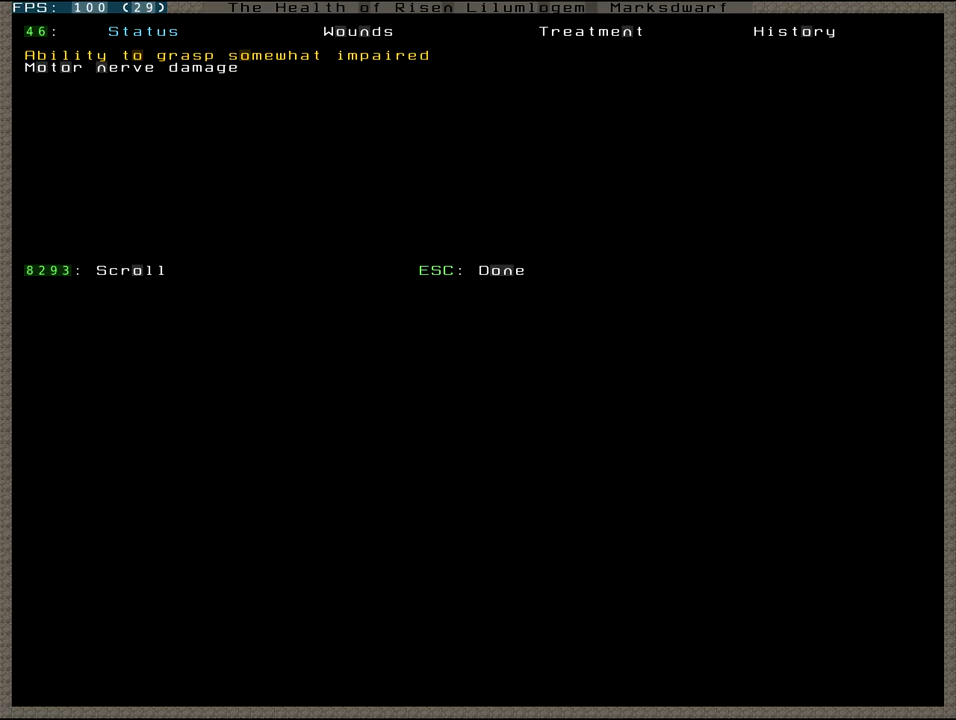 FPS: 100 (29) The Health of Risen Lilumlogem Marksdwarf
46: Status Wounds Treatment History
Ability to grasp somewhat impaired
Motor nerve damage
8293: Scroll ESC: Done